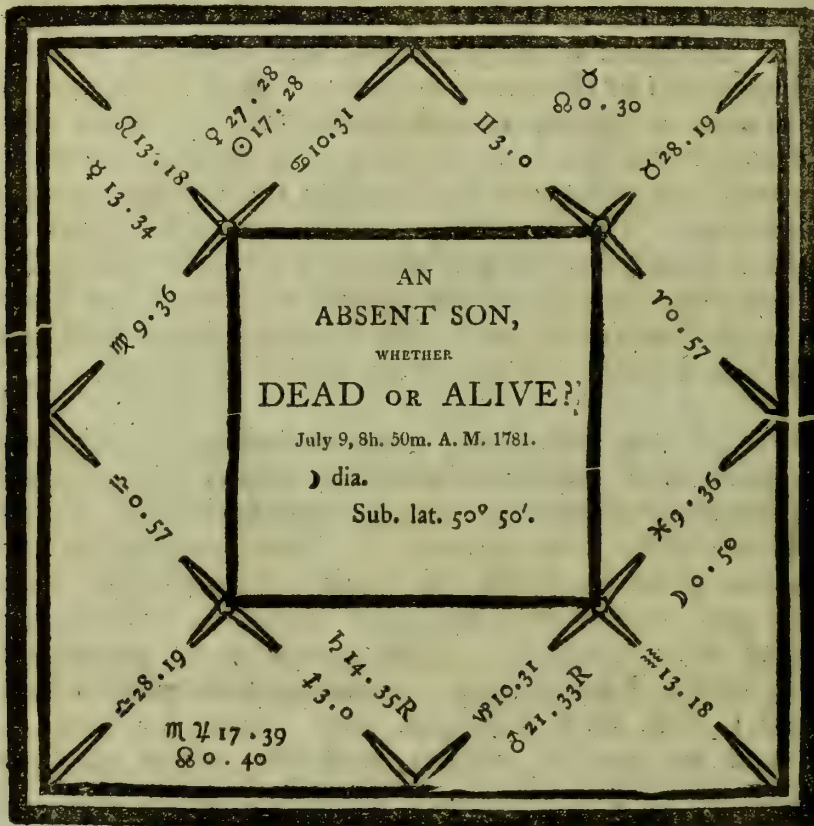 ♉
☊ 0.30
♀ 27.28
☉ 17.28
♋ 10.31
♊ 3.0
♉ 28.19
♌ 13.18
☿ 13.34
♍ 9.36
♈ 0.57
AN
ABSENT SON,
WHETHER
DEAD OR ALIVE?
July 9, 8h. 50m. A. M. 1781.
☽ dia.
Sub. lat. 50° 50′.
♎ 0.57
♓ 9.36
☽ 0.50
♎ 28.19
♄ 14.35R
♐ 3.0
♑ 10.31
♂ 21.33R
♒ 13.18
♏ ♃ 17.39
☊ 0.40